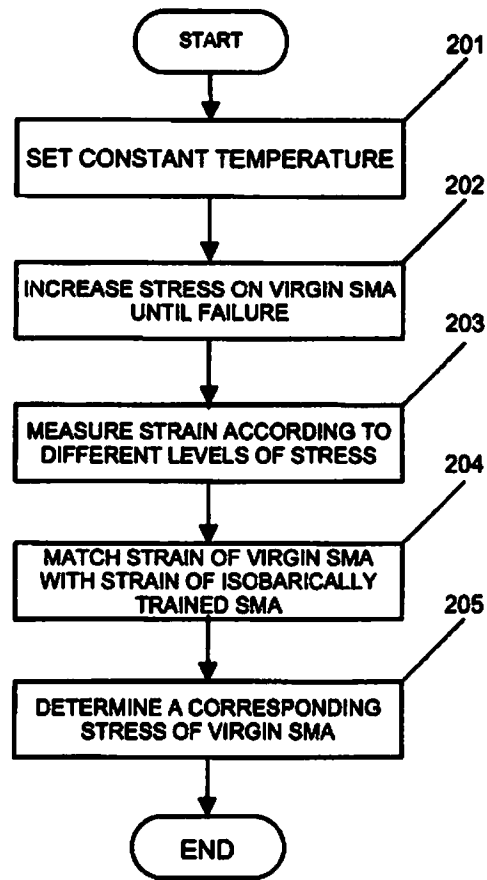 START
201
SET CONSTANT TEMPERATURE
202
INCREASE STRESS ON VIRGIN SMA
UNTIL FAILURE
203
MEASURE STRAIN ACCORDING TO
DIFFERENT LEVELS OF STRESS
204
MATCH STRAIN OF VIRGIN SMA
WITH STRAIN OF ISOBARICALLY
TRAINED SMA
205
DETERMINE A CORRESPONDING
STRESS OF VIRGIN SMA
END